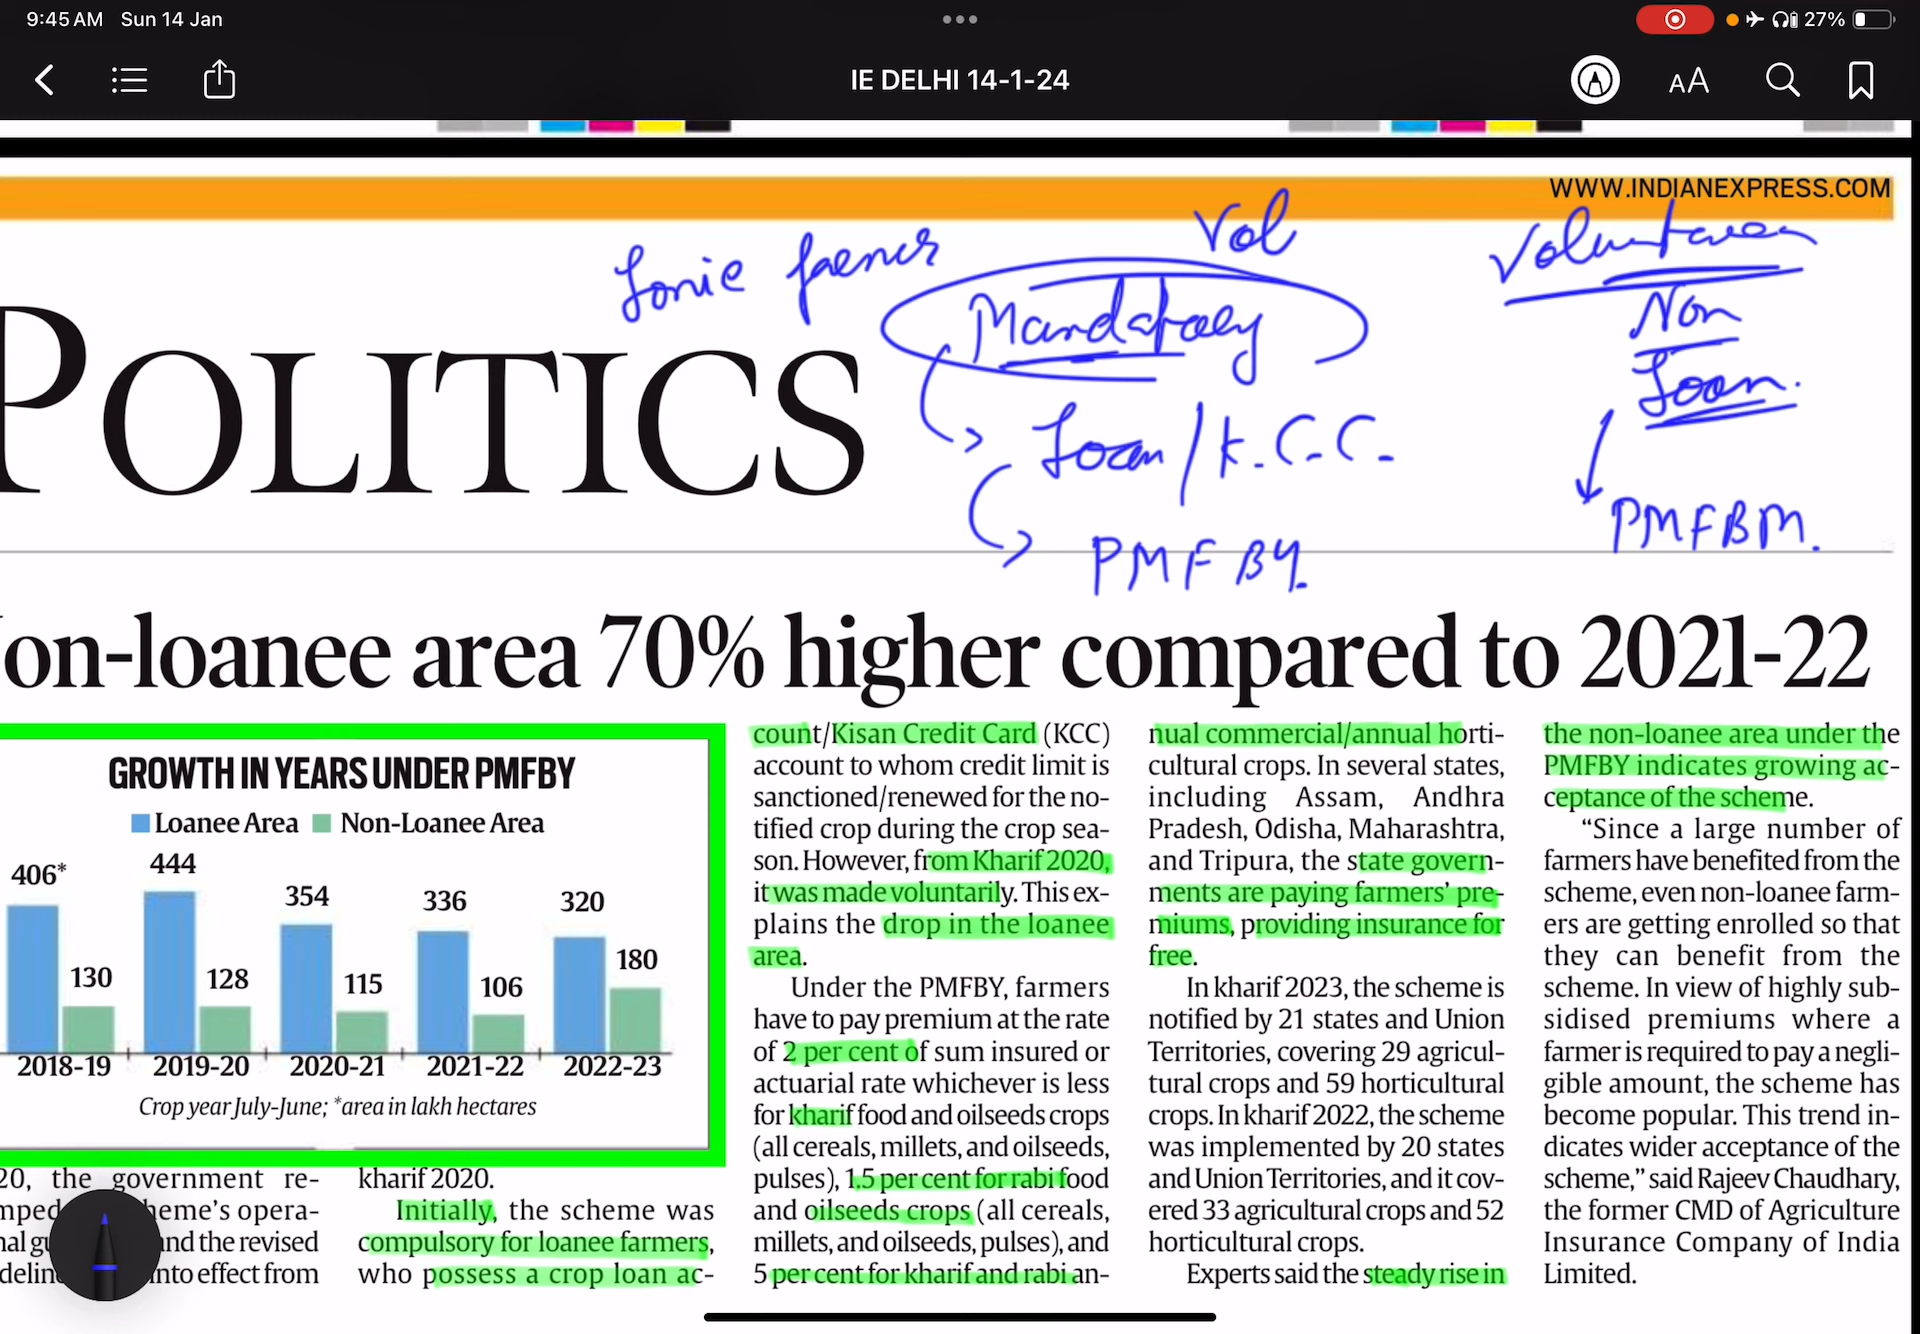 9:45 AM Sun 14 Jan
27%
IE DELHI 14-1-24
AA
WWW.INDIANEXPRESS.COM
Vol
Mandatory
Loan / K.C.C.
PMFBY.
Non
Loan.
PMFBM.
POLITICS
on-loanee area 70% higher compared to 2021-22
GROWTH IN YEARS UNDER PMFBY
Loanee Area Non-Loanee Area
406* 130 444 128 354 115 336 106 320 180
2018-19 2019-20 2020-21 2021-22 2022-23
Crop year July-June; *area in lakh hectares
20, the government re-
heme's opera-
and the revised
into effect from
kharif 2020.
Initially, the scheme was
compulsory for loanee farmers,
who possess a crop loan ac-
count/Kisan Credit Card (KCC)
account to whom credit limit is
sanctioned/renewed for the no-
tified crop during the crop sea-
son. However, from Kharif 2020,
it was made voluntarily. This ex-
plains the drop in the loanee
area.
Under the PMFBY, farmers
have to pay premium at the rate
of 2 per cent of sum insured or
actuarial rate whichever is less
for kharif food and oilseeds crops
(all cereals, millets, and oilseeds,
pulses), 1.5 per cent for rabi food
and oilseeds crops (all cereals,
millets, and oilseeds, pulses), and
5 per cent for kharif and rabi an-
nual commercial/annual horti-
cultural crops. In several states,
including Assam, Andhra
Pradesh, Odisha, Maharashtra,
and Tripura, the state govern-
ments are paying farmers' pre-
miums, providing insurance for
free.
In kharif 2023, the scheme is
notified by 21 states and Union
Territories, covering 29 agricul-
tural crops and 59 horticultural
crops. In kharif 2022, the scheme
was implemented by 20 states
and Union Territories, and it cov-
ered 33 agricultural crops and 52
horticultural crops.
Experts said the steady rise in
the non-loanee area under the
PMFBY indicates growing ac-
ceptance of the scheme.
"Since a large number of
farmers have benefited from the
scheme, even non-loanee farm-
ers are getting enrolled so that
they can benefit from the
scheme. In view of highly sub-
sidised premiums where a
farmer is required to pay a negli-
gible amount, the scheme has
become popular. This trend in-
dicates wider acceptance of the
scheme," said Rajeev Chaudhary,
the former CMD of Agriculture
Insurance Company of India
Limited.